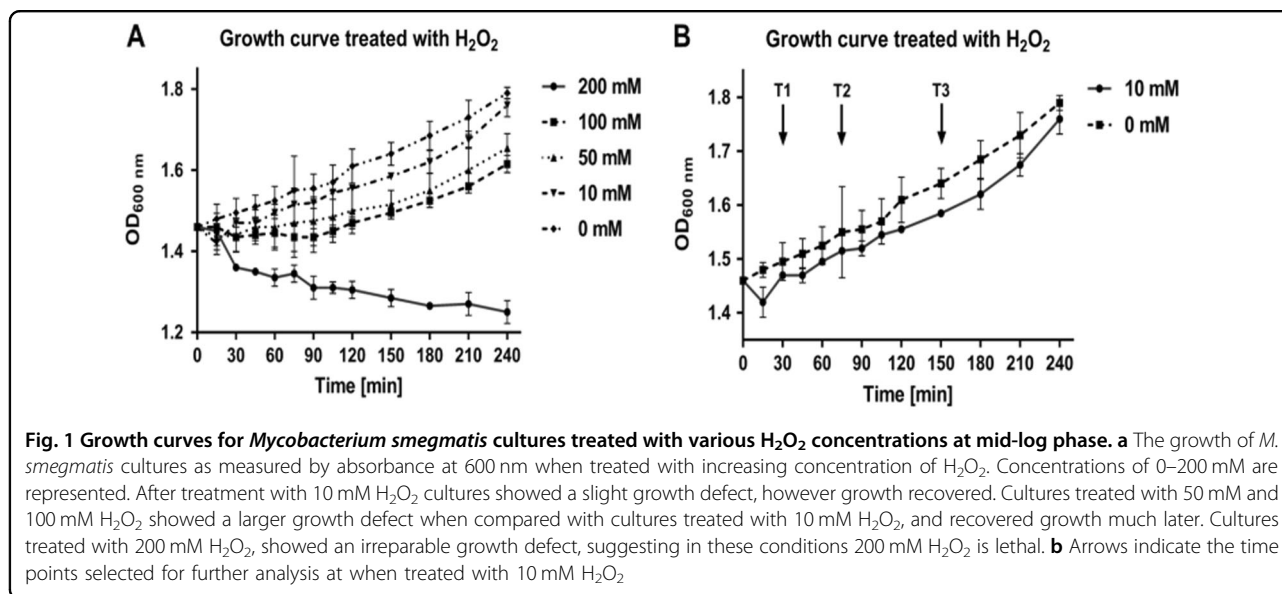 A
Growth curve treated with H₂O₂
OD₆₀₀ nm
1.8
1.6
1.4
1.2
0 30 60 90 120 150 180 210 240
Time [min]
200 mM
100 mM
50 mM
10 mM
0 mM
B
Growth curve treated with H₂O₂
OD₆₀₀ nm
1.8
1.7
1.6
1.5
1.4
T1 T2 T3
0 30 60 90 120 150 180 210 240
Time [min]
10 mM
0 mM
Fig. 1 Growth curves for Mycobacterium smegmatis cultures treated with various H₂O₂ concentrations at mid-log phase. a The growth of M.
smegmatis cultures as measured by absorbance at 600 nm when treated with increasing concentration of H₂O₂. Concentrations of 0–200 mM are
represented. After treatment with 10 mM H₂O₂ cultures showed a slight growth defect, however growth recovered. Cultures treated with 50 mM and
100 mM H₂O₂ showed a larger growth defect when compared with cultures treated with 10 mM H₂O₂, and recovered growth much later. Cultures
treated with 200 mM H₂O₂, showed an irreparable growth defect, suggesting in these conditions 200 mM H₂O₂ is lethal. b Arrows indicate the time
points selected for further analysis at when treated with 10 mM H₂O₂